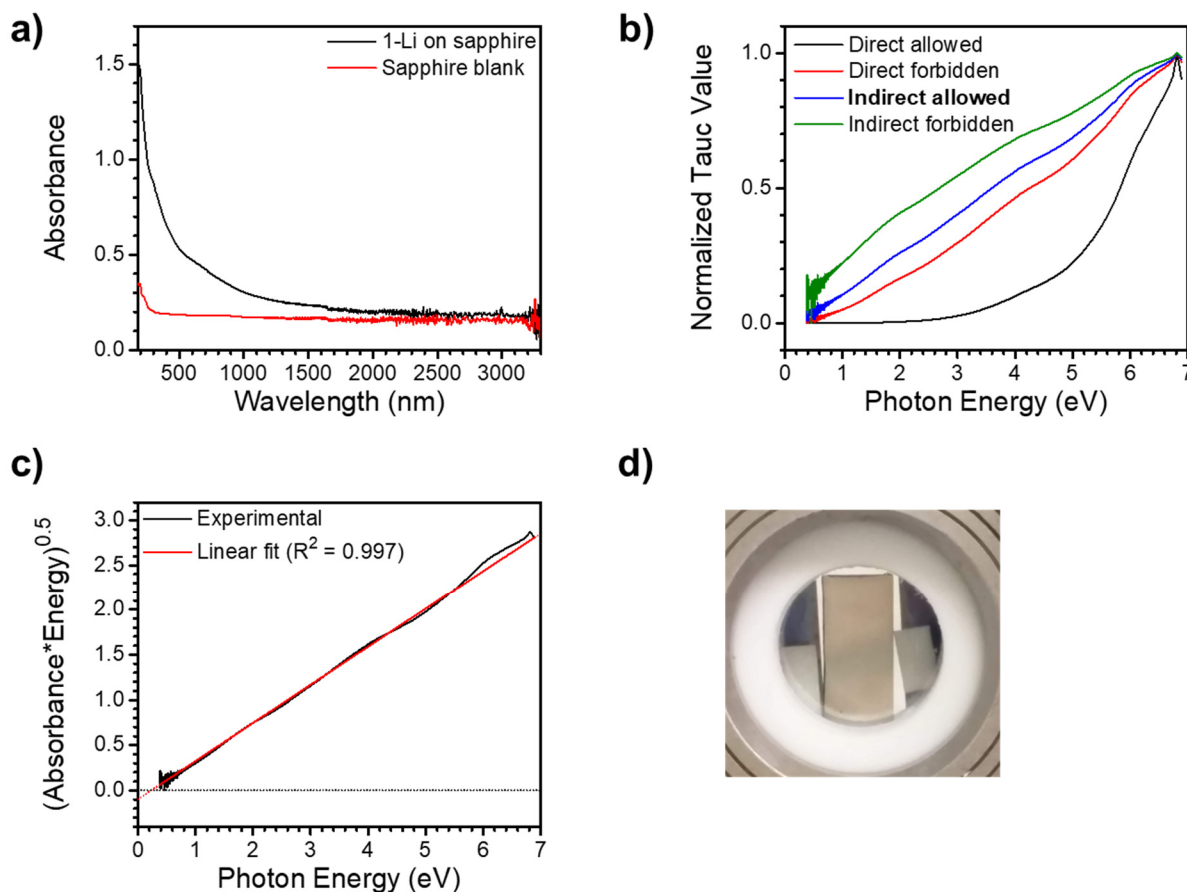 a)
1-Li on sapphire
Sapphire blank
Absorbance
1.5
1.0
0.5
0.0
500 1000 1500 2000 2500 3000
Wavelength (nm)
b)
Direct allowed
Direct forbidden
Indirect allowed
Indirect forbidden
Normalized Tauc Value
1.0
0.5
0.0
0 1 2 3 4 5 6 7
Photon Energy (eV)
c)
Experimental
Linear fit (R² = 0.997)
(Absorbance*Energy)⁰·⁵
3.0
2.5
2.0
1.5
1.0
0.5
0.0
0 1 2 3 4 5 6 7
Photon Energy (eV)
d)